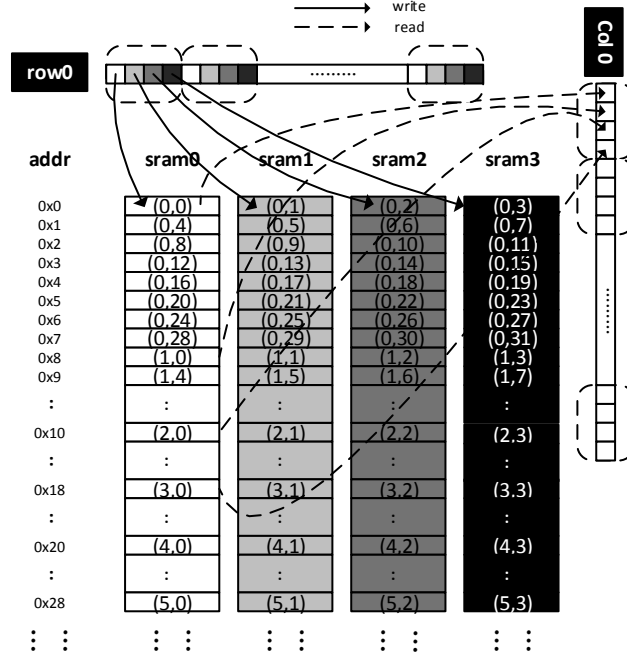 write
read
row0
.........
Col 0
addr sram0 sram1 sram2 sram3
0x0 (0,0) (0,1) (0,2) (0,3)
0x1 (0,4) (0,5) (0,6) (0,7)
0x2 (0,8) (0,9) (0,10) (0,11)
0x3 (0,12) (0,13) (0,14) (0,15)
0x4 (0,16) (0,17) (0,18) (0,19)
0x5 (0,20) (0,21) (0,22) (0,23)
0x6 (0,24) (0,25) (0,26) (0,27)
0x7 (0,28) (0,29) (0,30) (0,31)
0x8 (1,0) (1,1) (1,2) (1,3)
0x9 (1,4) (1,5) (1,6) (1,7)
: : : : :
0x10 (2,0) (2,1) (2,2) (2,3)
: : : : :
0x18 (3,0) (3,1) (3,2) (3,3)
: : : : :
0x20 (4,0) (4,1) (4,2) (4,3)
: : : : :
0x28 (5,0) (5,1) (5,2) (5,3)